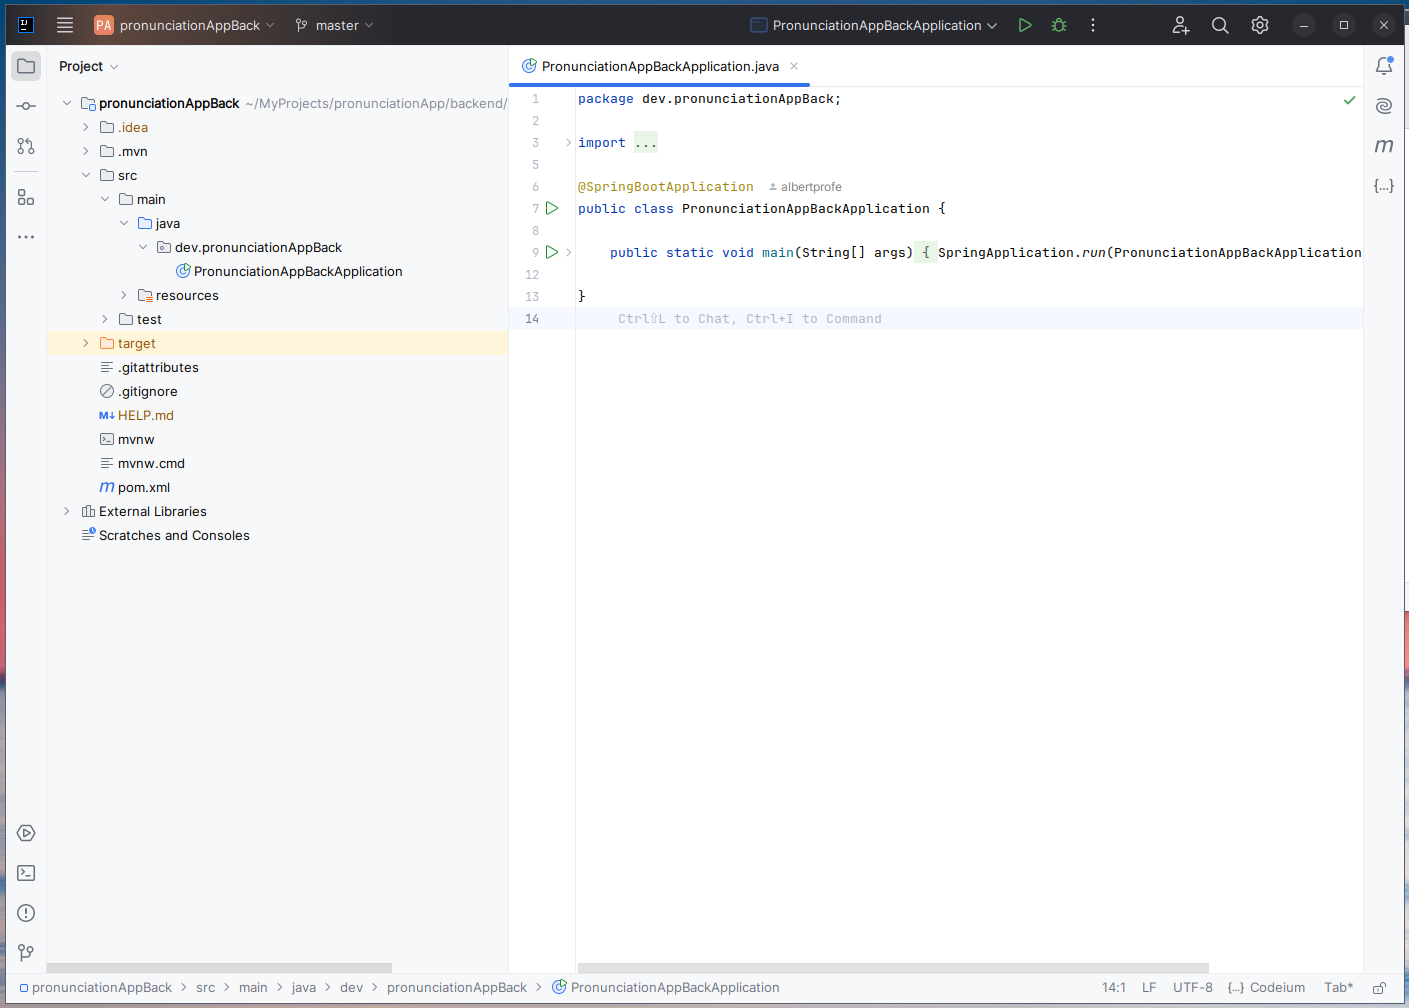 PA pronunciationAppBack master PronunciationAppBackApplication
Project
PronunciationAppBackApplication.java
pronunciationAppBack ~/MyProjects/pronunciationApp/backend/
.idea
.mvn
src
main
java
dev.pronunciationAppBack
PronunciationAppBackApplication
resources
test
target
.gitattributes
.gitignore
M↓ HELP.md
mvnw
mvnw.cmd
m pom.xml
External Libraries
Scratches and Consoles
1 package dev.pronunciationAppBack;
2
3 import ...
5
6 @SpringBootApplication albertprofe
7 public class PronunciationAppBackApplication {
8
9 public static void main(String[] args) { SpringApplication.run(PronunciationAppBackApplication
12
13 }
14 Ctrl⇧L to Chat, Ctrl+I to Command
m
{...}
pronunciationAppBack > src > main > java > dev > pronunciationAppBack > PronunciationAppBackApplication 14:1 LF UTF-8 {...} Codeium Tab*